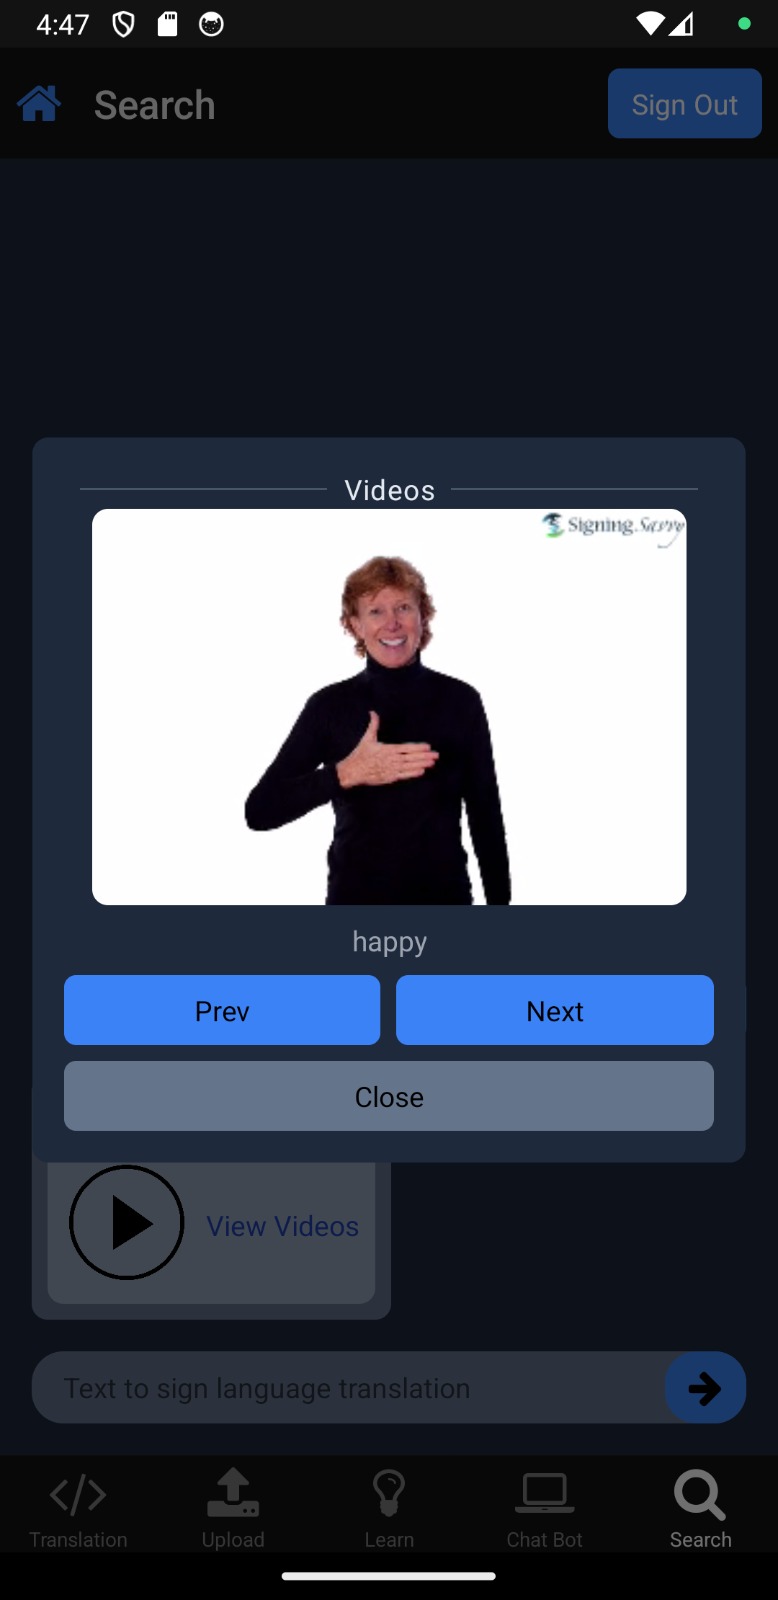 4:47
Search
Sign Out
Videos
Signing Savvy
happy
Prev
Next
Close
View Videos
Text to sign language translation
Translation
Upload
Learn
Chat Bot
Search